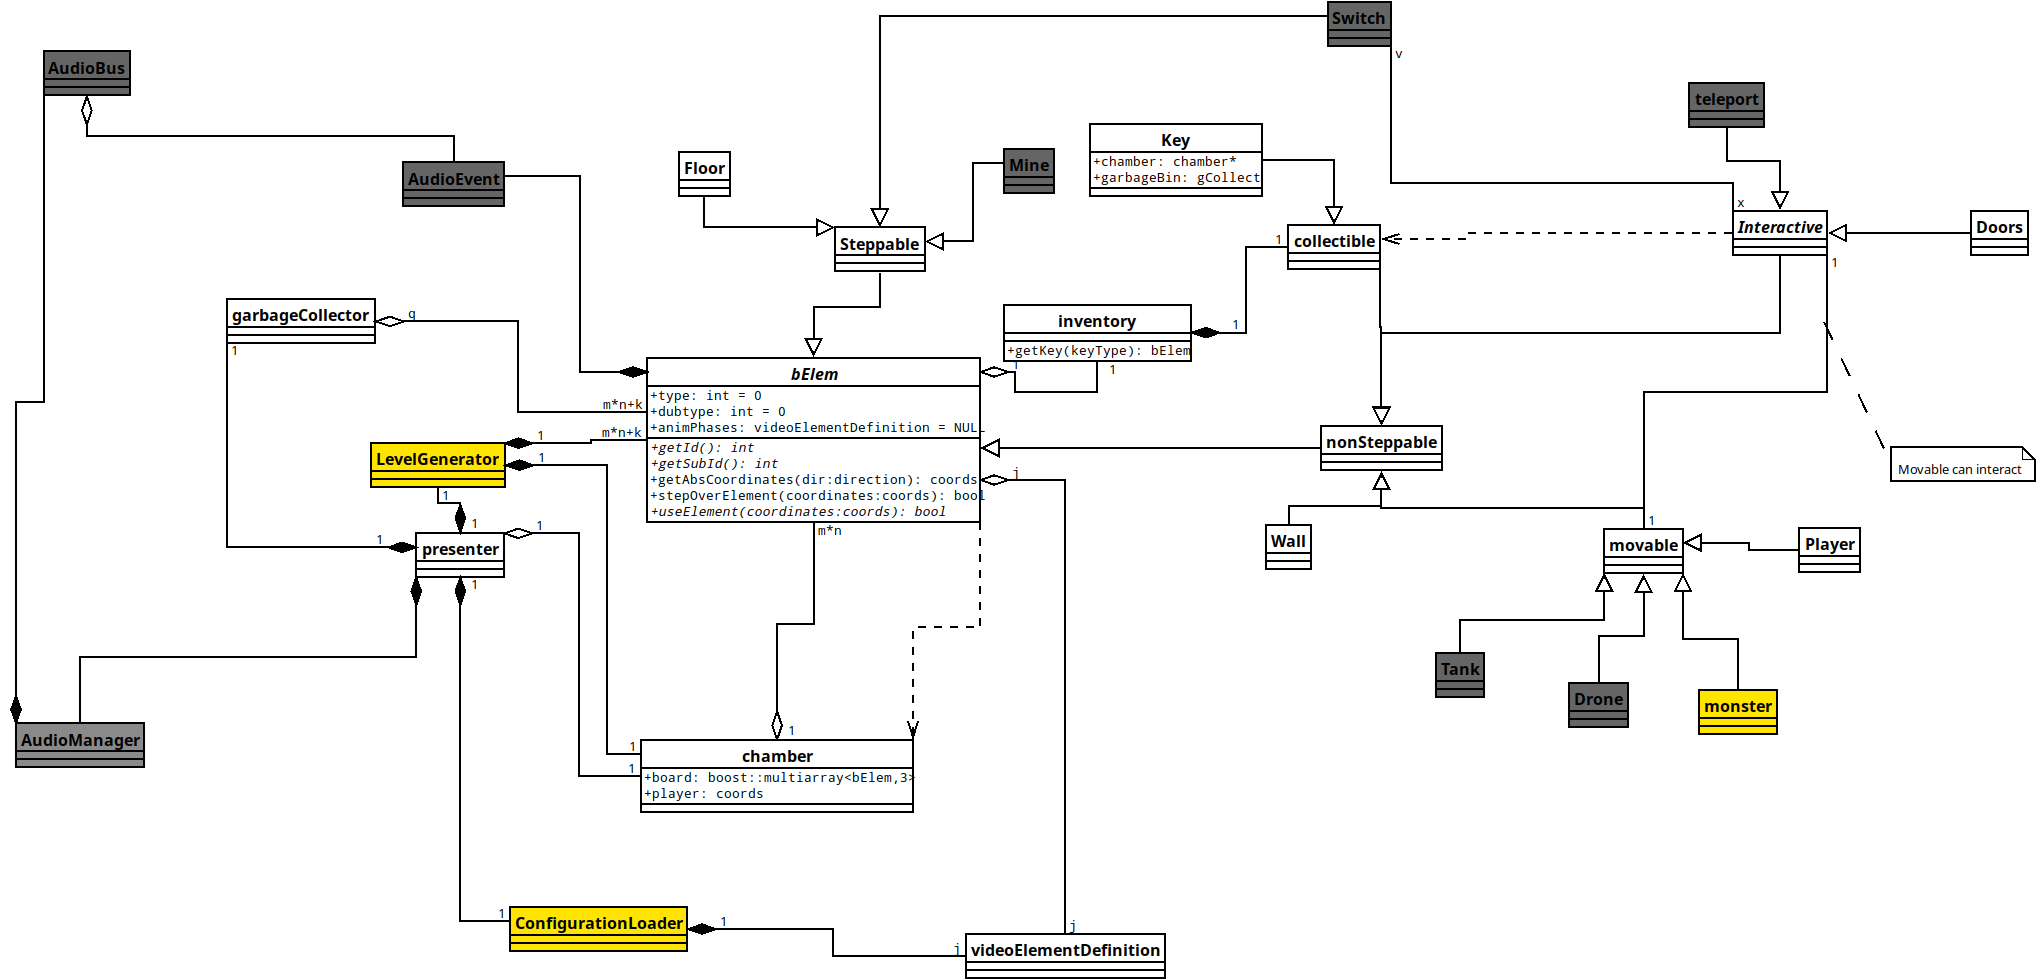 Switch
v
AudioBus
teleport
Key
+chamber: chamber*
+garbageBin: gCollect
Floor
Mine
AudioEvent
x
Steppable
1
collectible
Interactive
Doors
1
garbageCollector
q
1
inventory
+getKey(keyType): bElem
1
1
1
bElem
+type: int = 0
+dubtype: int = 0
+animPhases: videoElementDefinition = NULL
+getId(): int
+getSubId(): int
+getAbsCoordinates(dir:direction): coords
+stepOverElement(coordinates:coords): bool
+useElement(coordinates:coords): bool
m*n+k
m*n+k
1
1
LevelGenerator
1
j
nonSteppable
Movable can interact
1
1
1
presenter
1
m*n
Wall
1
movable
Player
Tank
Drone
monster
AudioManager
1
1
1
chamber
+board: boost::multiarray<bElem,3>
+player: coords
1
ConfigurationLoader
1
j
j
videoElementDefinition